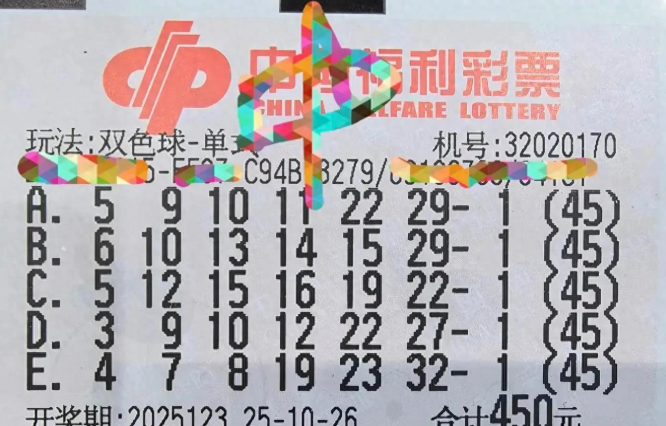 中国福利彩票
CHINA WELFARE LOTTERY
玩法:双色球-单式 机号:32020170
C94B 3279/
A. 5 9 10 11 22 29- 1 (45)
B. 6 10 13 14 15 29- 1 (45)
C. 5 12 15 16 19 22- 1 (45)
D. 3 9 10 12 22 27- 1 (45)
E. 4 7 8 19 23 32- 1 (45)
开奖期:2025123 25-10-26 合计450元